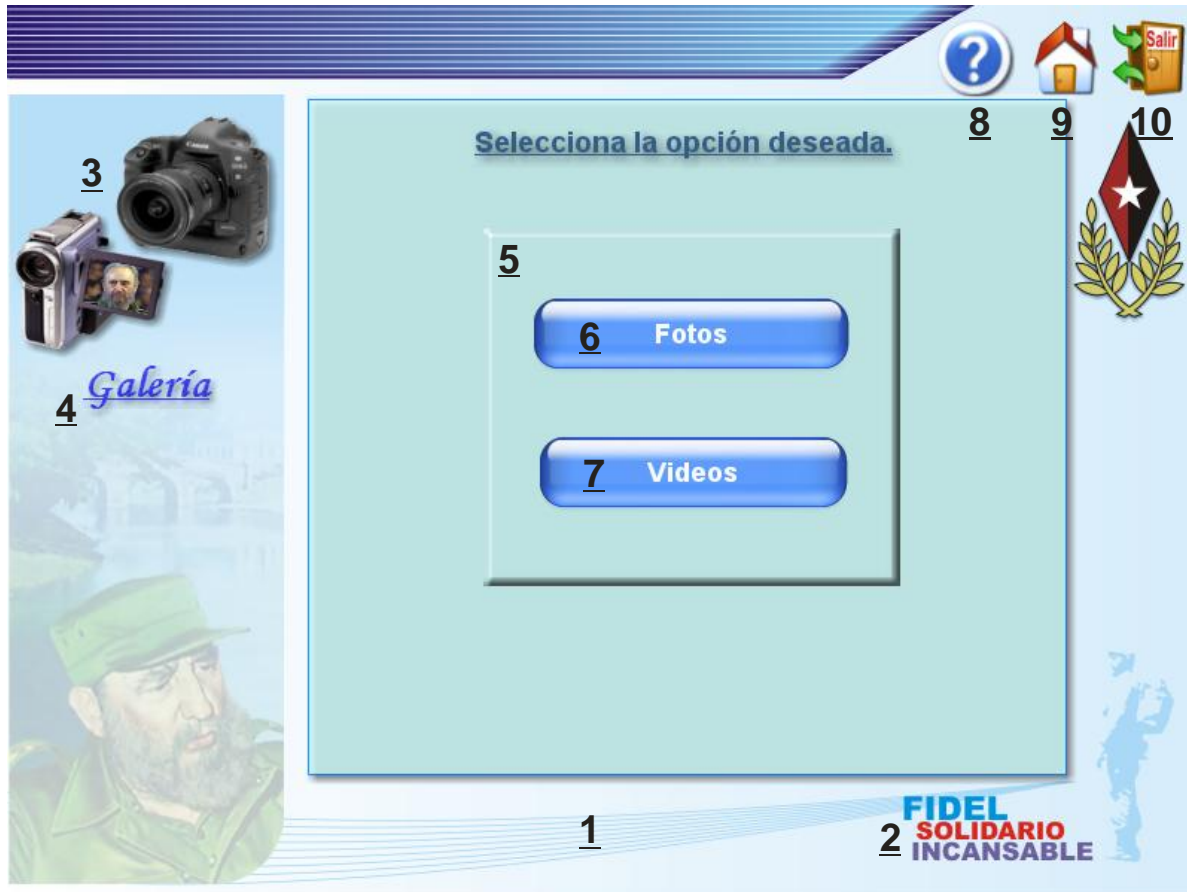 Salir
8
9
10
Selecciona la opción deseada.
Canon
3
5
6
Fotos
Galería
4
7
Videos
1
2
FIDEL
SOLIDARIO
INCANSABLE